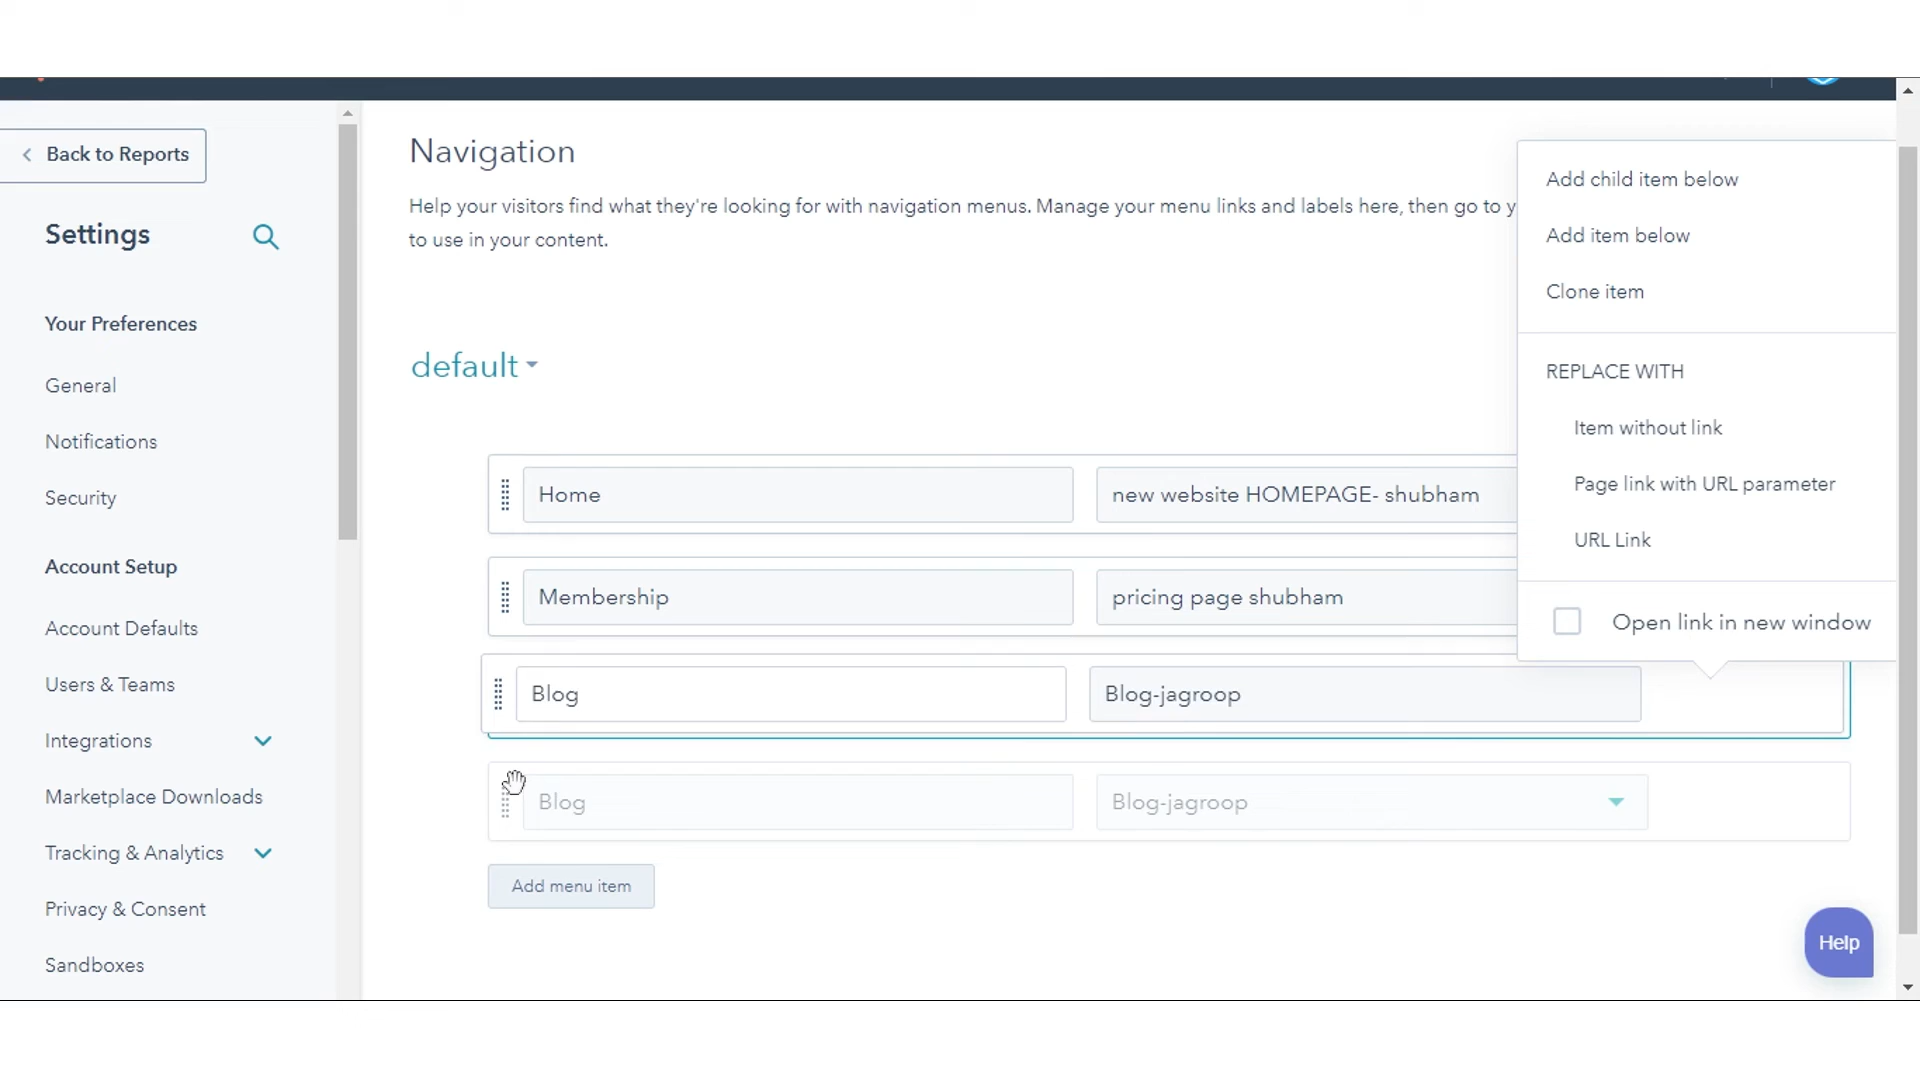 Back to Reports
Settings
Your Preferences
General
Notifications
Security
Account Setup
Account Defaults
Users & Teams
Integrations
Marketplace Downloads
Tracking & Analytics
Privacy & Consent
Sandboxes
Navigation
Help your visitors find what they're looking for with navigation menus. Manage your menu links and labels here, then go to y
to use in your content.
default
Home
new website HOMEPAGE- shubham
Membership
pricing page shubham
Blog
Blog-jagroop
Blog
Blog-jagroop
Add menu item
Add child item below
Add item below
Clone item
REPLACE WITH
Item without link
Page link with URL parameter
URL Link
Open link in new window
Help